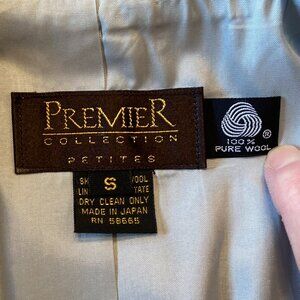 PREMIER
COLLECTION
PETITES
100%
PURE WOOL
®
S
DRY CLEAN ONLY
MADE IN JAPAN
RN 58665